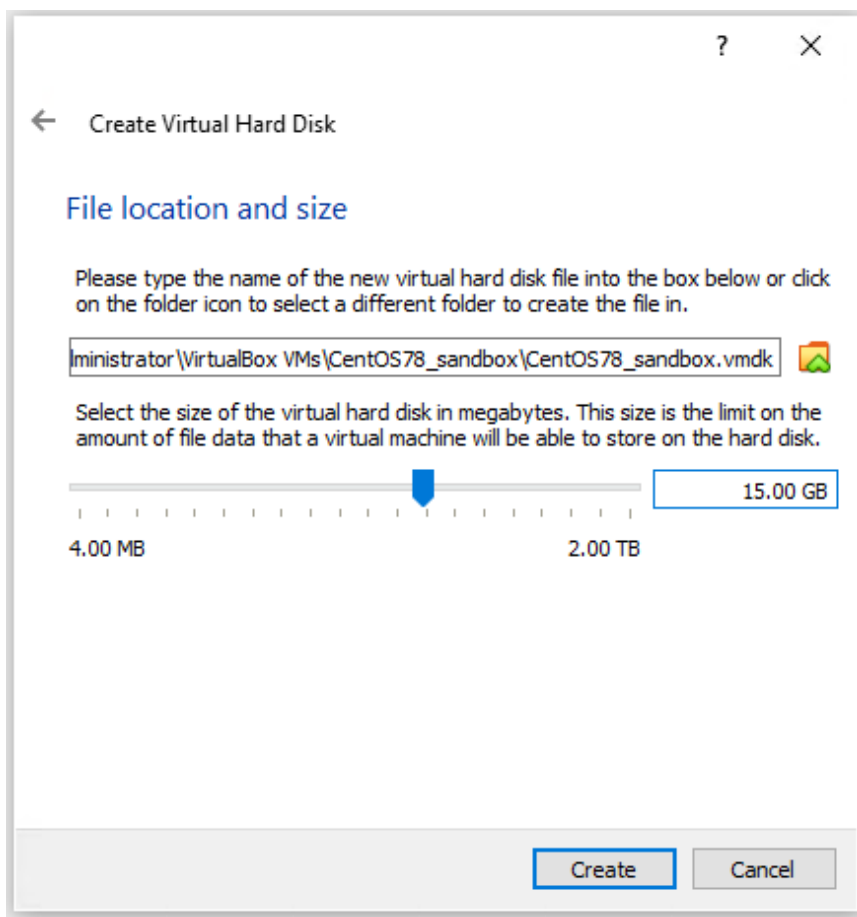 ?
Create Virtual Hard Disk
File location and size
Please type the name of the new virtual hard disk file into the box below or click
on the folder icon to select a different folder to create the file in.
lministrator\VirtualBox VMs\CentOS78_sandbox\CentOS78_sandbox.vmdk
Select the size of the virtual hard disk in megabytes. This size is the limit on the
amount of file data that a virtual machine will be able to store on the hard disk.
15.00 GB
4.00 MB 2.00 TB
Create Cancel